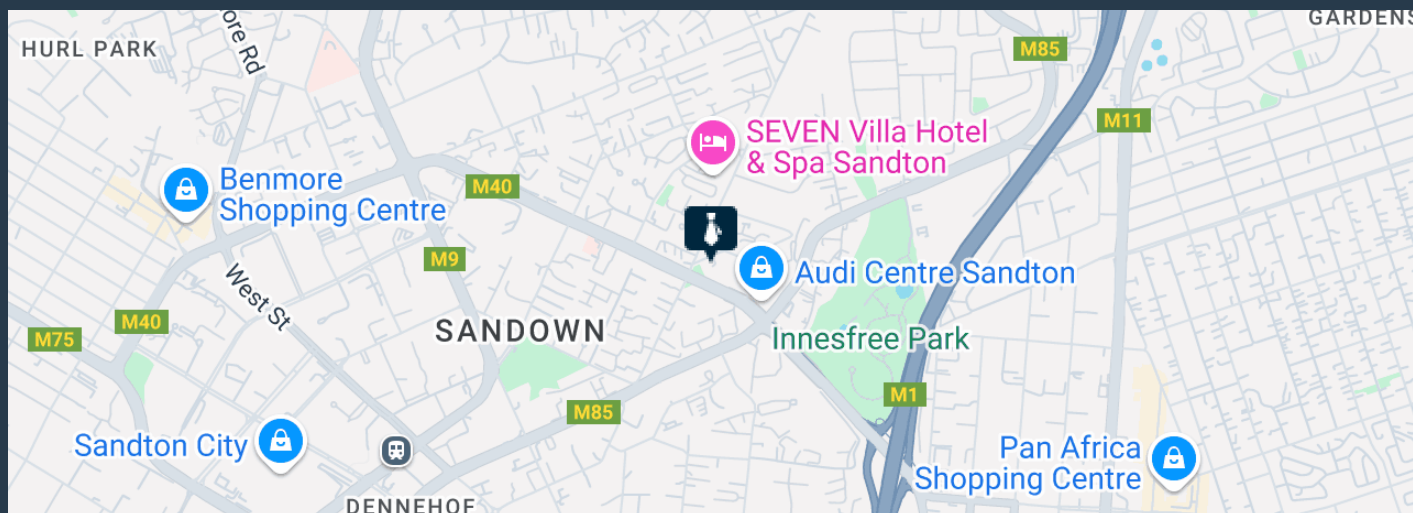 GARDENS
HURL PARK
ore Rd
M85
M11
SEVEN Villa Hotel
& Spa Sandton
Benmore
Shopping Centre
M40
M9
Audi Centre Sandton
West St
M40
M75
SANDOWN
Innesfree Park
M1
M85
Sandton City
Pan Africa
Shopping Centre
DENNEHOF